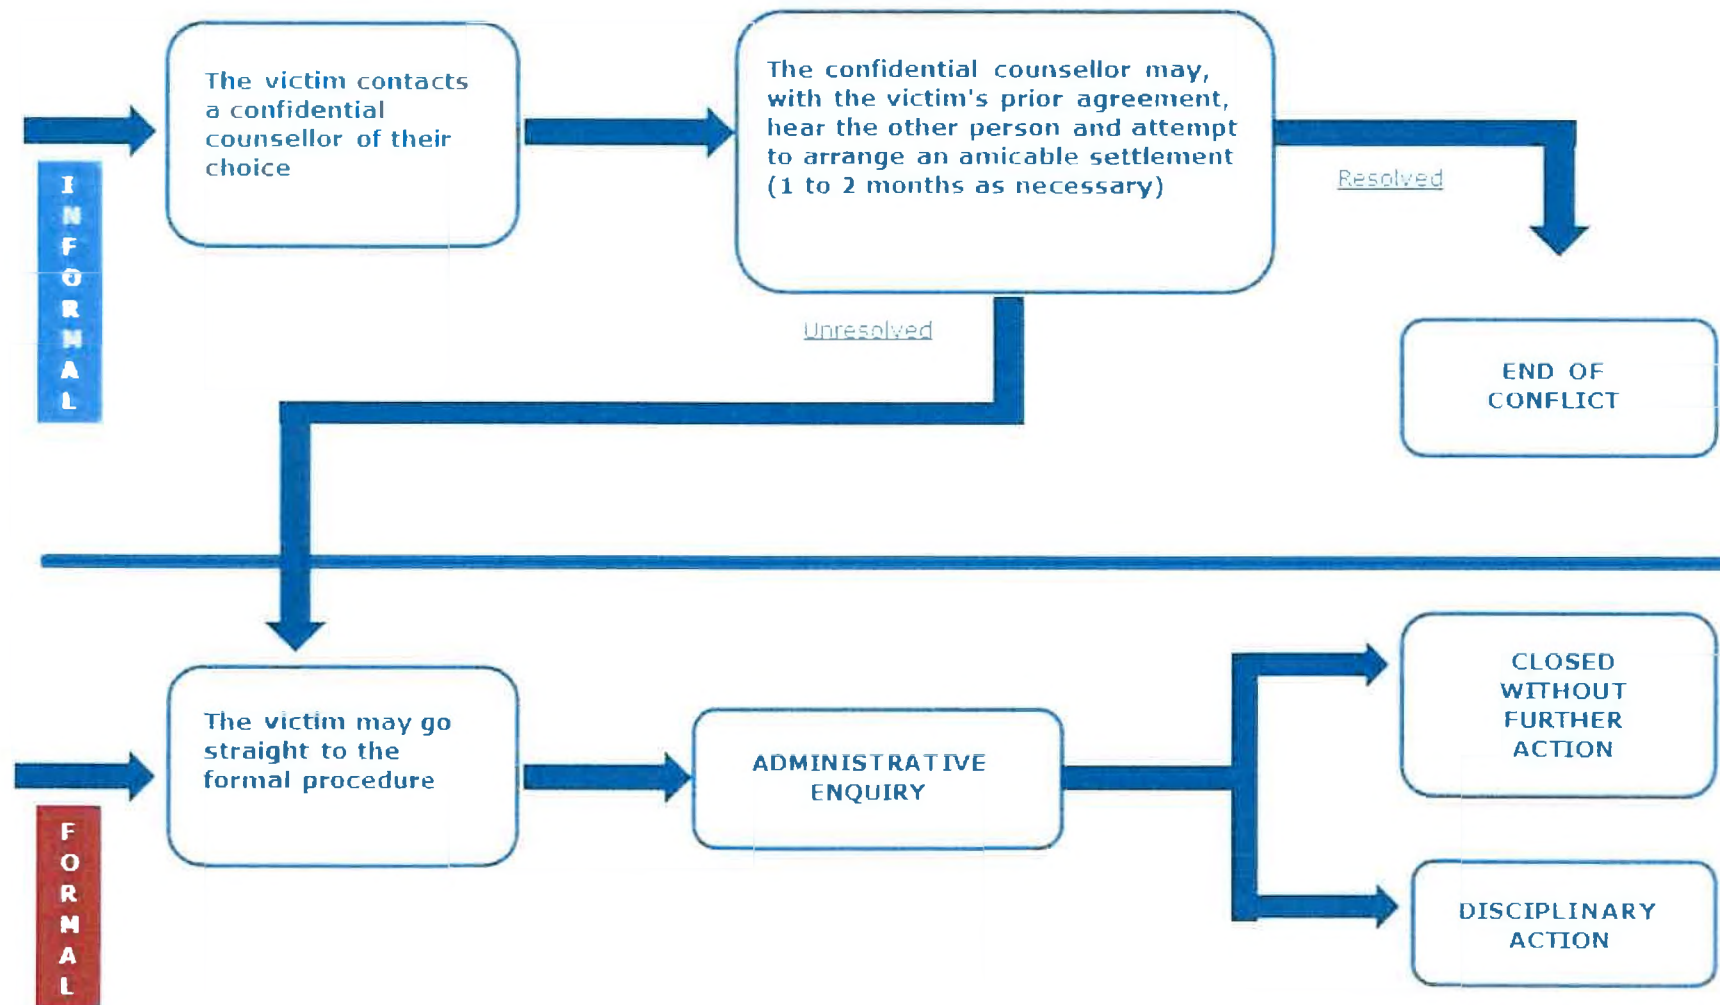 The victim contacts
a confidential
counsellor of their
choice
The confidential counsellor may,
with the victim's prior agreement,
hear the other person and attempt
to arrange an amicable settlement
(1 to 2 months as necessary)
Resolved
INFORMAL
Unresolved
END OF
CONFLICT
The victim may go
straight to the
formal procedure
ADMINISTRATIVE
ENQUIRY
CLOSED
WITHOUT
FURTHER
ACTION
FORMAL
DISCIPLINARY
ACTION